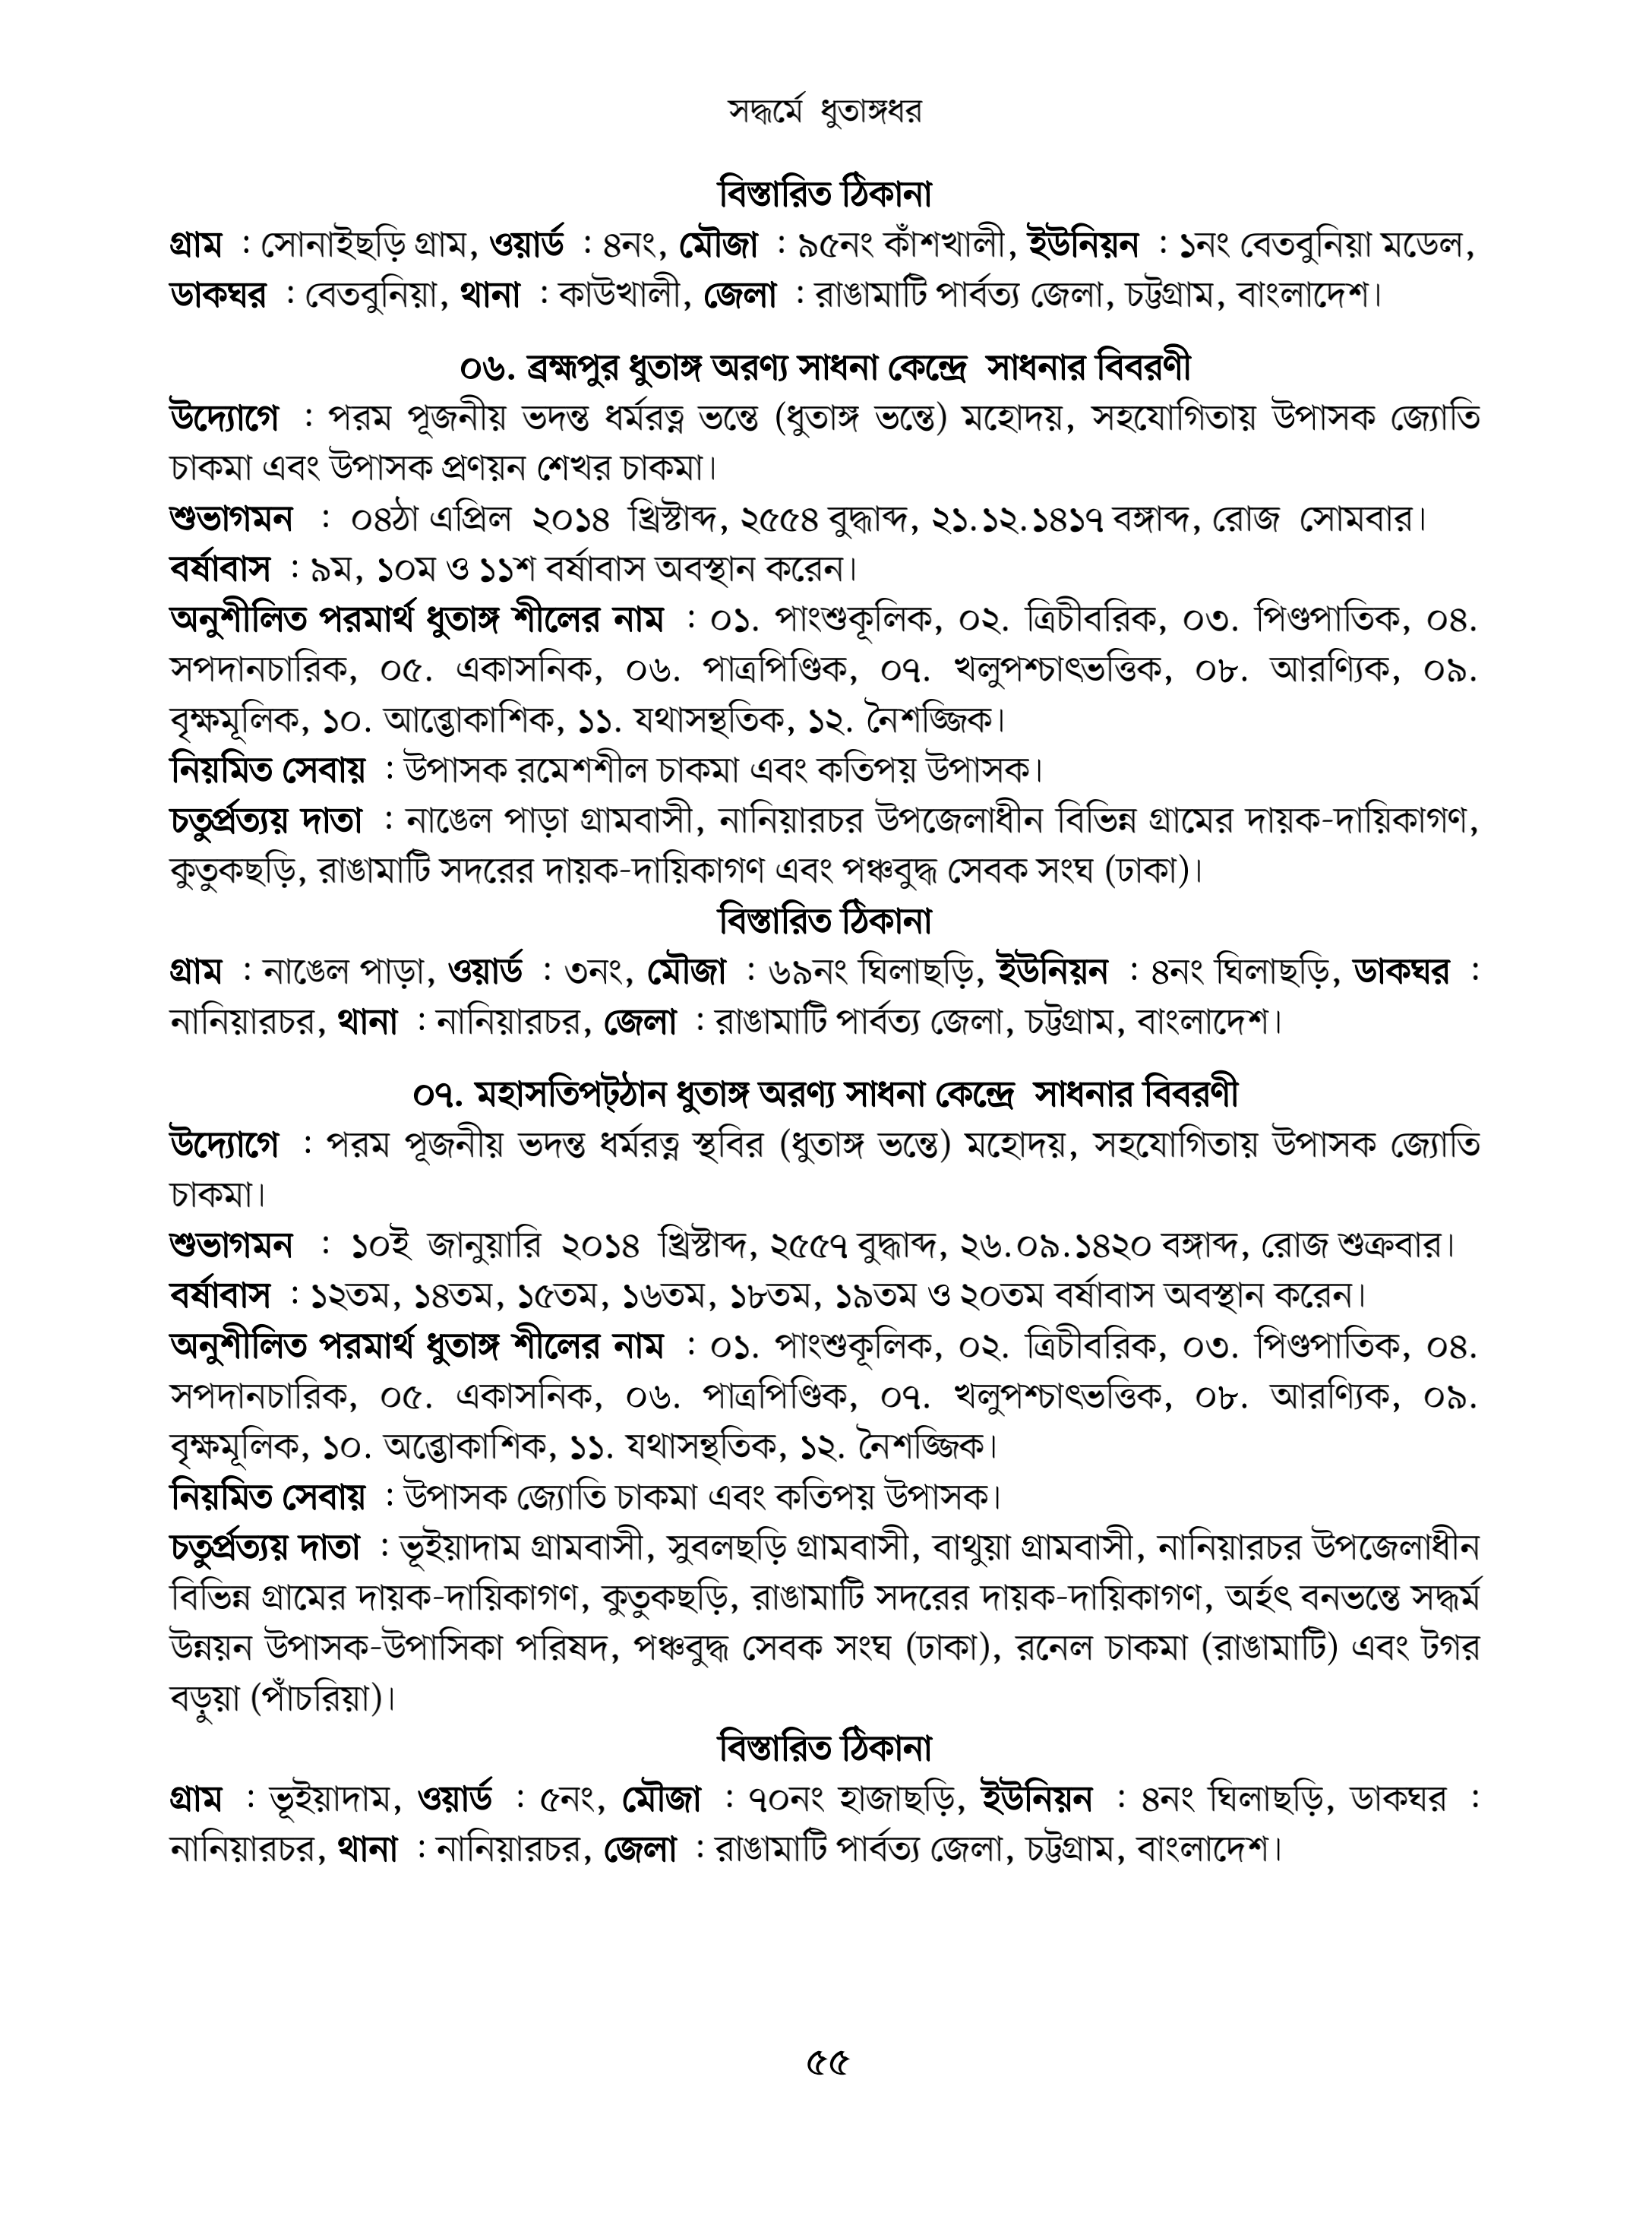 সদ্ধর্মে ধুতাঙ্গধর
বিস্তারিত ঠিকানা
গ্রাম : সোনাইছড়ি গ্রাম, ওয়ার্ড : ৪নং, মৌজা : ৯৫নং কাঁশখালী, ইউনিয়ন : ১নং বেতবুনিয়া মডেল,
ডাকঘর : বেতবুনিয়া, থানা : কাউখালী, জেলা : রাঙামাটি পার্বত্য জেলা, চট্টগ্রাম, বাংলাদেশ।
০৬. ব্রহ্মপুর ধুতাঙ্গ অরণ্য সাধনা কেন্দ্রে সাধনার বিবরণী
উদ্যোগে : পরম পূজনীয় ভদন্ত ধর্মরত্ন ভন্তে (ধুতাঙ্গ ভন্তে) মহোদয়, সহযোগিতায় উপাসক জ্যোতি
চাকমা এবং উপাসক প্রণয়ন শেখর চাকমা।
শুভাগমন : ০৪ঠা এপ্রিল ২০১৪ খ্রিস্টাব্দ, ২৫৫৪ বুদ্ধাব্দ, ২১.১২.১৪১৭ বঙ্গাব্দ, রোজ সোমবার।
বর্ষাবাস : ৯ম, ১০ম ও ১১শ বর্ষাবাস অবস্থান করেন।
অনুশীলিত পরমার্থ ধুতাঙ্গ শীলের নাম : ০১. পাংশুকূলিক, ০২. ত্রিচীবরিক, ০৩. পিণ্ডপাতিক, ০৪.
সপদানচারিক, ০৫. একাসনিক, ০৬. পাত্রপিণ্ডিক, ০৭. খলুপশ্চাৎভত্তিক, ০৮. আরণ্যিক, ০৯.
বৃক্ষমূলিক, ১০. আব্ভোকাশিক, ১১. যথাসন্থতিক, ১২. নৈশজ্জিক।
নিয়মিত সেবায় : উপাসক রমেশশীল চাকমা এবং কতিপয় উপাসক।
চতুর্প্রত্যয় দাতা : নাঙেল পাড়া গ্রামবাসী, নানিয়ারচর উপজেলাধীন বিভিন্ন গ্রামের দায়ক-দায়িকাগণ,
কুতুকছড়ি, রাঙামাটি সদরের দায়ক-দায়িকাগণ এবং পঞ্চবুদ্ধ সেবক সংঘ (ঢাকা)।
বিস্তারিত ঠিকানা
গ্রাম : নাঙেল পাড়া, ওয়ার্ড : ৩নং, মৌজা : ৬৯নং ঘিলাছড়ি, ইউনিয়ন : ৪নং ঘিলাছড়ি, ডাকঘর :
নানিয়ারচর, থানা : নানিয়ারচর, জেলা : রাঙামাটি পার্বত্য জেলা, চট্টগ্রাম, বাংলাদেশ।
০৭. মহাসতিপট্‌ঠান ধুতাঙ্গ অরণ্য সাধনা কেন্দ্রে সাধনার বিবরণী
উদ্যোগে : পরম পূজনীয় ভদন্ত ধর্মরত্ন স্থবির (ধুতাঙ্গ ভন্তে) মহোদয়, সহযোগিতায় উপাসক জ্যোতি
চাকমা।
শুভাগমন : ১০ই জানুয়ারি ২০১৪ খ্রিস্টাব্দ, ২৫৫৭ বুদ্ধাব্দ, ২৬.০৯.১৪২০ বঙ্গাব্দ, রোজ শুক্রবার।
বর্ষাবাস : ১২তম, ১৪তম, ১৫তম, ১৬তম, ১৮তম, ১৯তম ও ২০তম বর্ষাবাস অবস্থান করেন।
অনুশীলিত পরমার্থ ধুতাঙ্গ শীলের নাম : ০১. পাংশুকূলিক, ০২. ত্রিচীবরিক, ০৩. পিণ্ডপাতিক, ০৪.
সপদানচারিক, ০৫. একাসনিক, ০৬. পাত্রপিণ্ডিক, ০৭. খলুপশ্চাৎভত্তিক, ০৮. আরণ্যিক, ০৯.
বৃক্ষমূলিক, ১০. অব্ভোকাশিক, ১১. যথাসন্থতিক, ১২. নৈশজ্জিক।
নিয়মিত সেবায় : উপাসক জ্যোতি চাকমা এবং কতিপয় উপাসক।
চতুর্প্রত্যয় দাতা : ভূইয়াদাম গ্রামবাসী, সুবলছড়ি গ্রামবাসী, বাথুয়া গ্রামবাসী, নানিয়ারচর উপজেলাধীন
বিভিন্ন গ্রামের দায়ক-দায়িকাগণ, কুতুকছড়ি, রাঙামাটি সদরের দায়ক-দায়িকাগণ, অর্হৎ বনভন্তে সদ্ধর্ম
উন্নয়ন উপাসক-উপাসিকা পরিষদ, পঞ্চবুদ্ধ সেবক সংঘ (ঢাকা), রনেল চাকমা (রাঙামাটি) এবং টগর
বড়ুয়া (পাঁচরিয়া)।
বিস্তারিত ঠিকানা
গ্রাম : ভূইয়াদাম, ওয়ার্ড : ৫নং, মৌজা : ৭০নং হাজাছড়ি, ইউনিয়ন : ৪নং ঘিলাছড়ি, ডাকঘর :
নানিয়ারচর, থানা : নানিয়ারচর, জেলা : রাঙামাটি পার্বত্য জেলা, চট্টগ্রাম, বাংলাদেশ।
৫৫